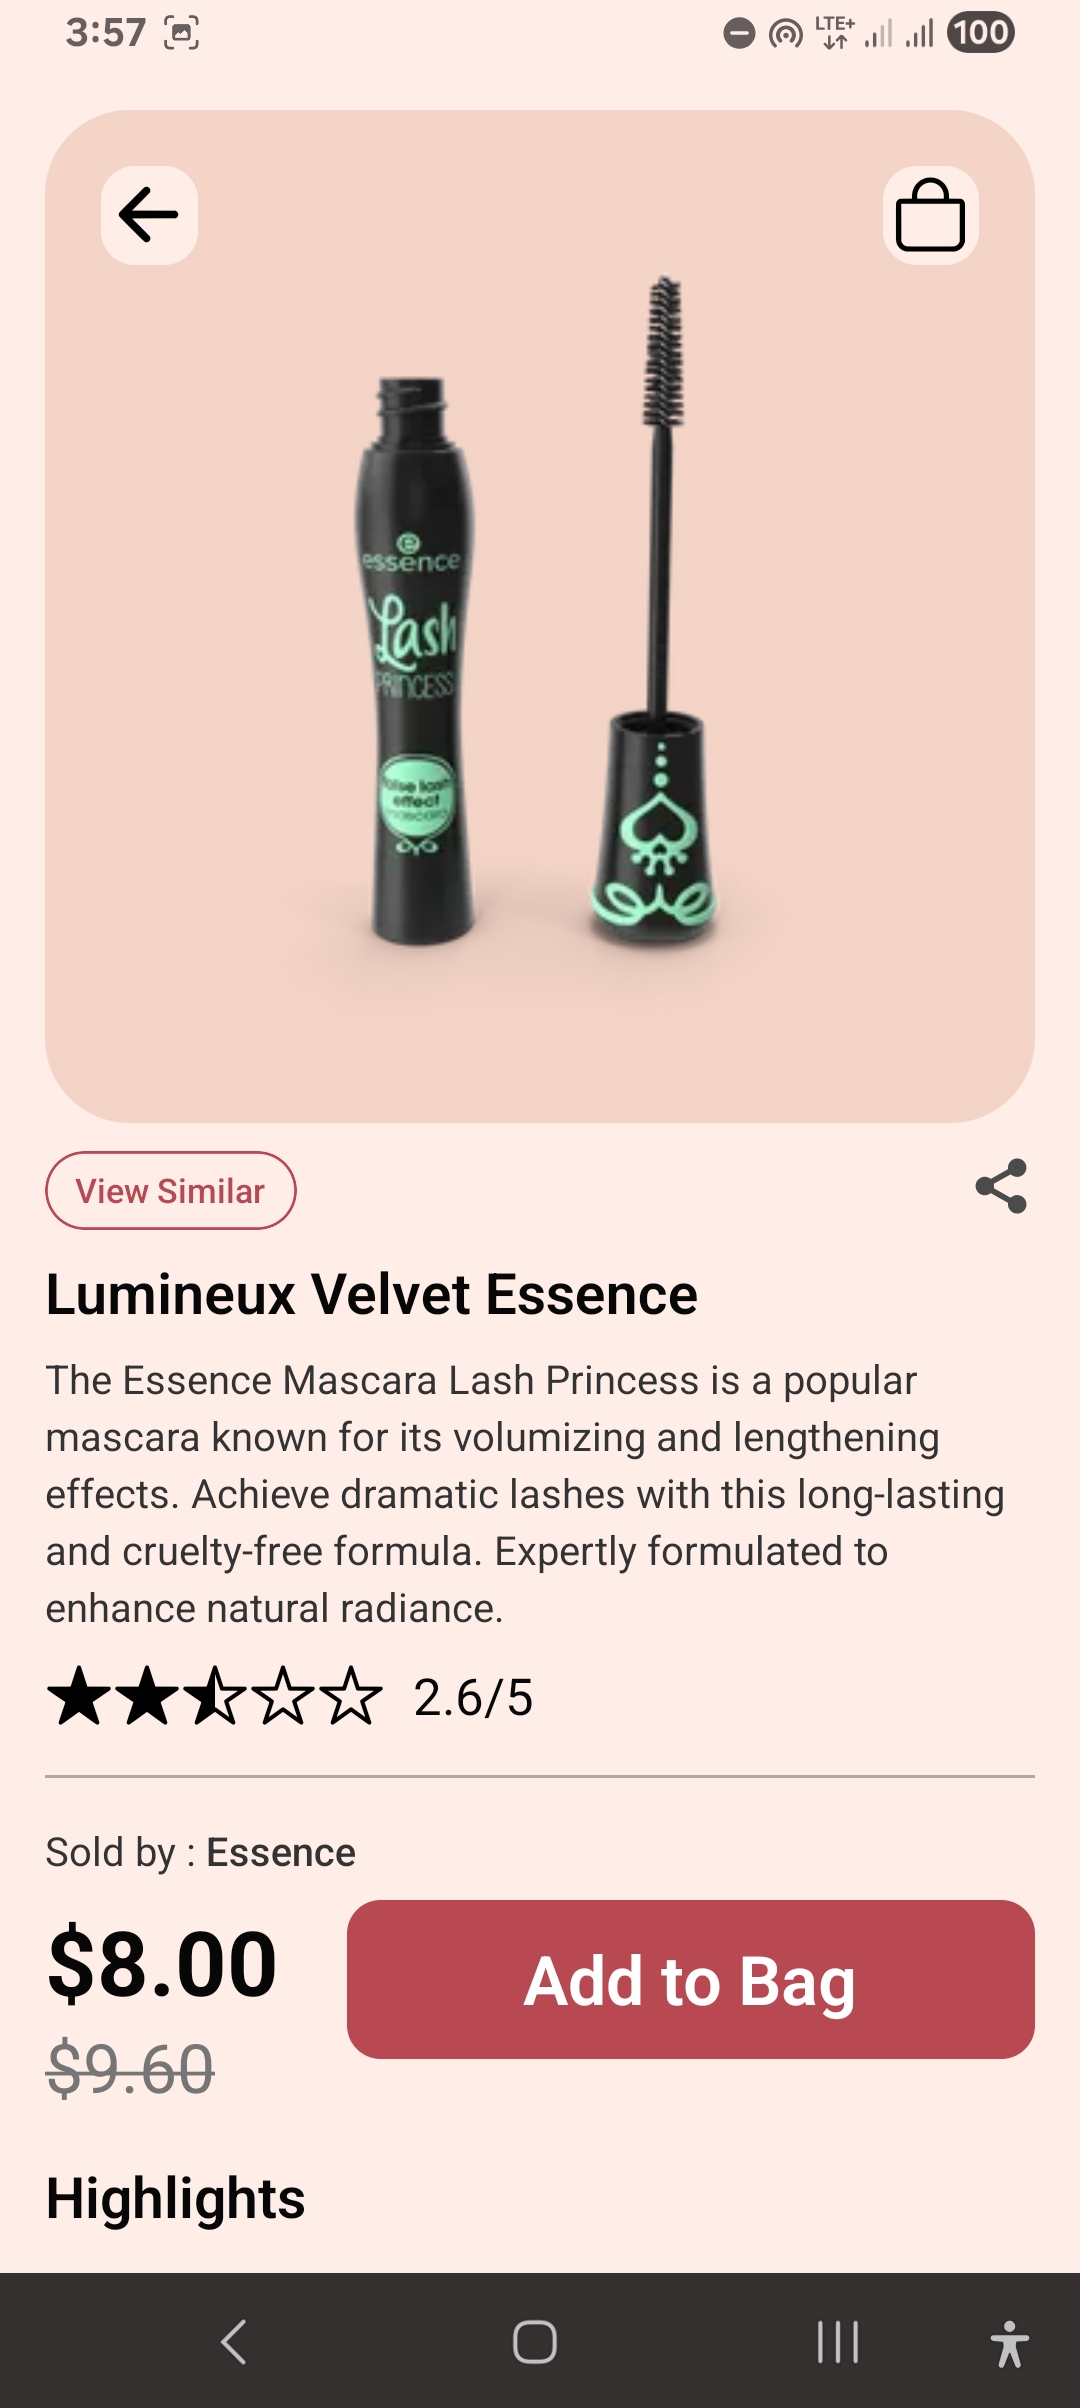 3:57
LTE+
100
essence
Lash
PRINCESS
false lash
effect
mascara
View Similar
Lumineux Velvet Essence
The Essence Mascara Lash Princess is a popular
mascara known for its volumizing and lengthening
effects. Achieve dramatic lashes with this long-lasting
and cruelty-free formula. Expertly formulated to
enhance natural radiance.
2.6/5
Sold by : Essence
$8.00
Add to Bag
$9.60
Highlights